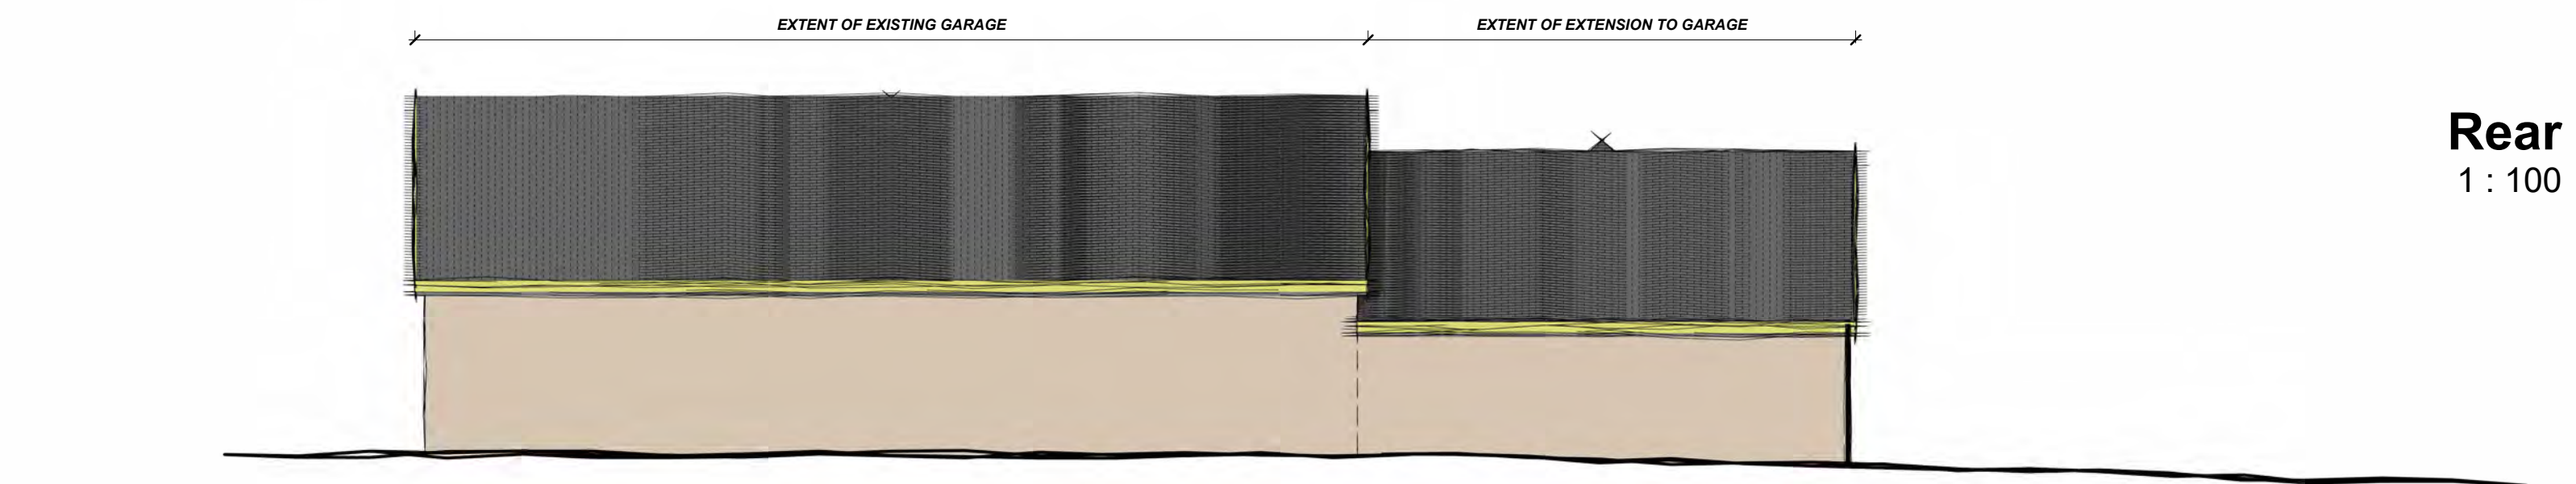 EXTENT OF EXISTING GARAGE
EXTENT OF EXTENSION TO GARAGE
Rear
1 : 100